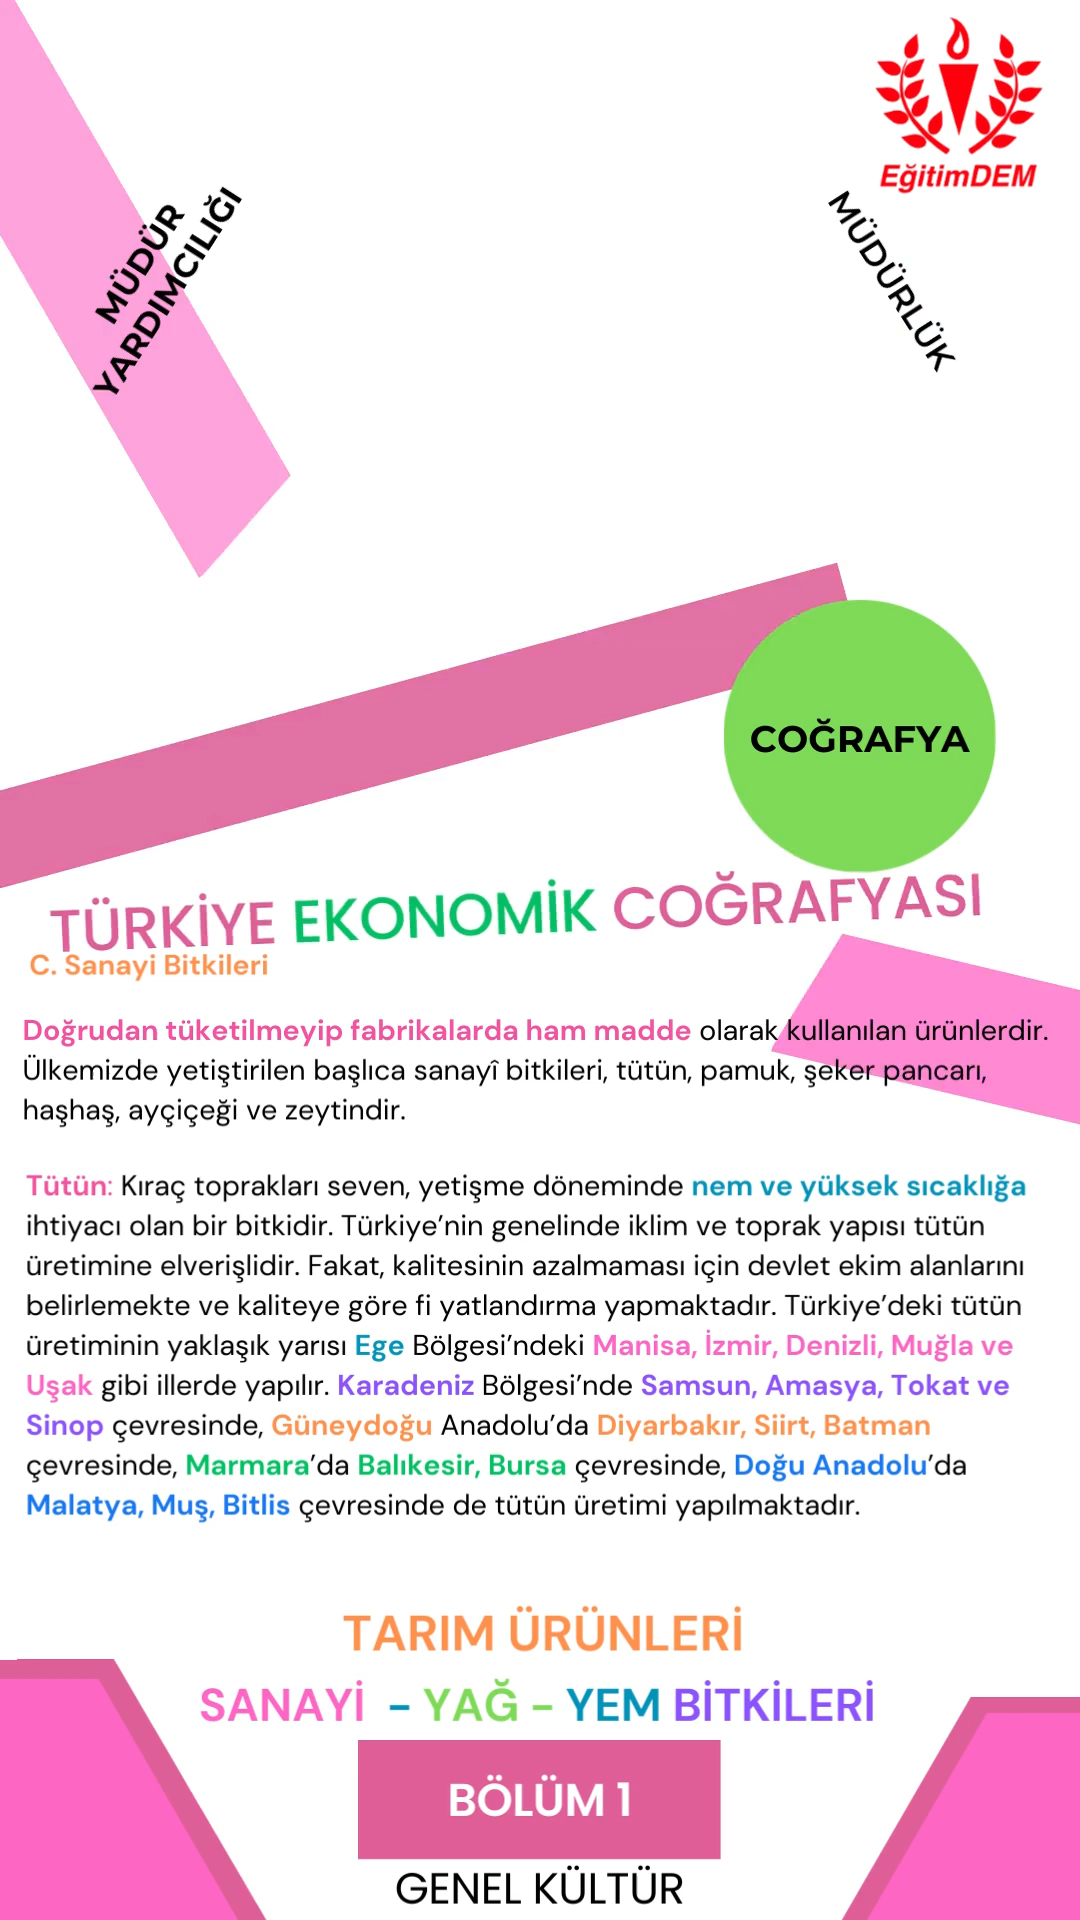 EğitimDEM
MÜDÜR
YARDIMCILIĞI
MÜDÜRLÜK
COĞRAFYA
TÜRKİYE EKONOMİK COĞRAFYASI
C. Sanayi Bitkileri
Doğrudan tüketilmeyip fabrikalarda ham madde olarak kullanılan ürünlerdir.
Ülkemizde yetiştirilen başlıca sanayî bitkileri, tütün, pamuk, şeker pancarı,
haşhaş, ayçiçeği ve zeytindir.
Tütün: Kıraç toprakları seven, yetişme döneminde nem ve yüksek sıcaklığa
ihtiyacı olan bir bitkidir. Türkiye’nin genelinde iklim ve toprak yapısı tütün
üretimine elverişlidir. Fakat, kalitesinin azalmaması için devlet ekim alanlarını
belirlemekte ve kaliteye göre fi yatlandırma yapmaktadır. Türkiye’deki tütün
üretiminin yaklaşık yarısı Ege Bölgesi’ndeki Manisa, İzmir, Denizli, Muğla ve
Uşak gibi illerde yapılır. Karadeniz Bölgesi’nde Samsun, Amasya, Tokat ve
Sinop çevresinde, Güneydoğu Anadolu’da Diyarbakır, Siirt, Batman
çevresinde, Marmara’da Balıkesir, Bursa çevresinde, Doğu Anadolu’da
Malatya, Muş, Bitlis çevresinde de tütün üretimi yapılmaktadır.
TARIM ÜRÜNLERİ
SANAYİ - YAĞ - YEM BİTKİLERİ
BÖLÜM 1
GENEL KÜLTÜR